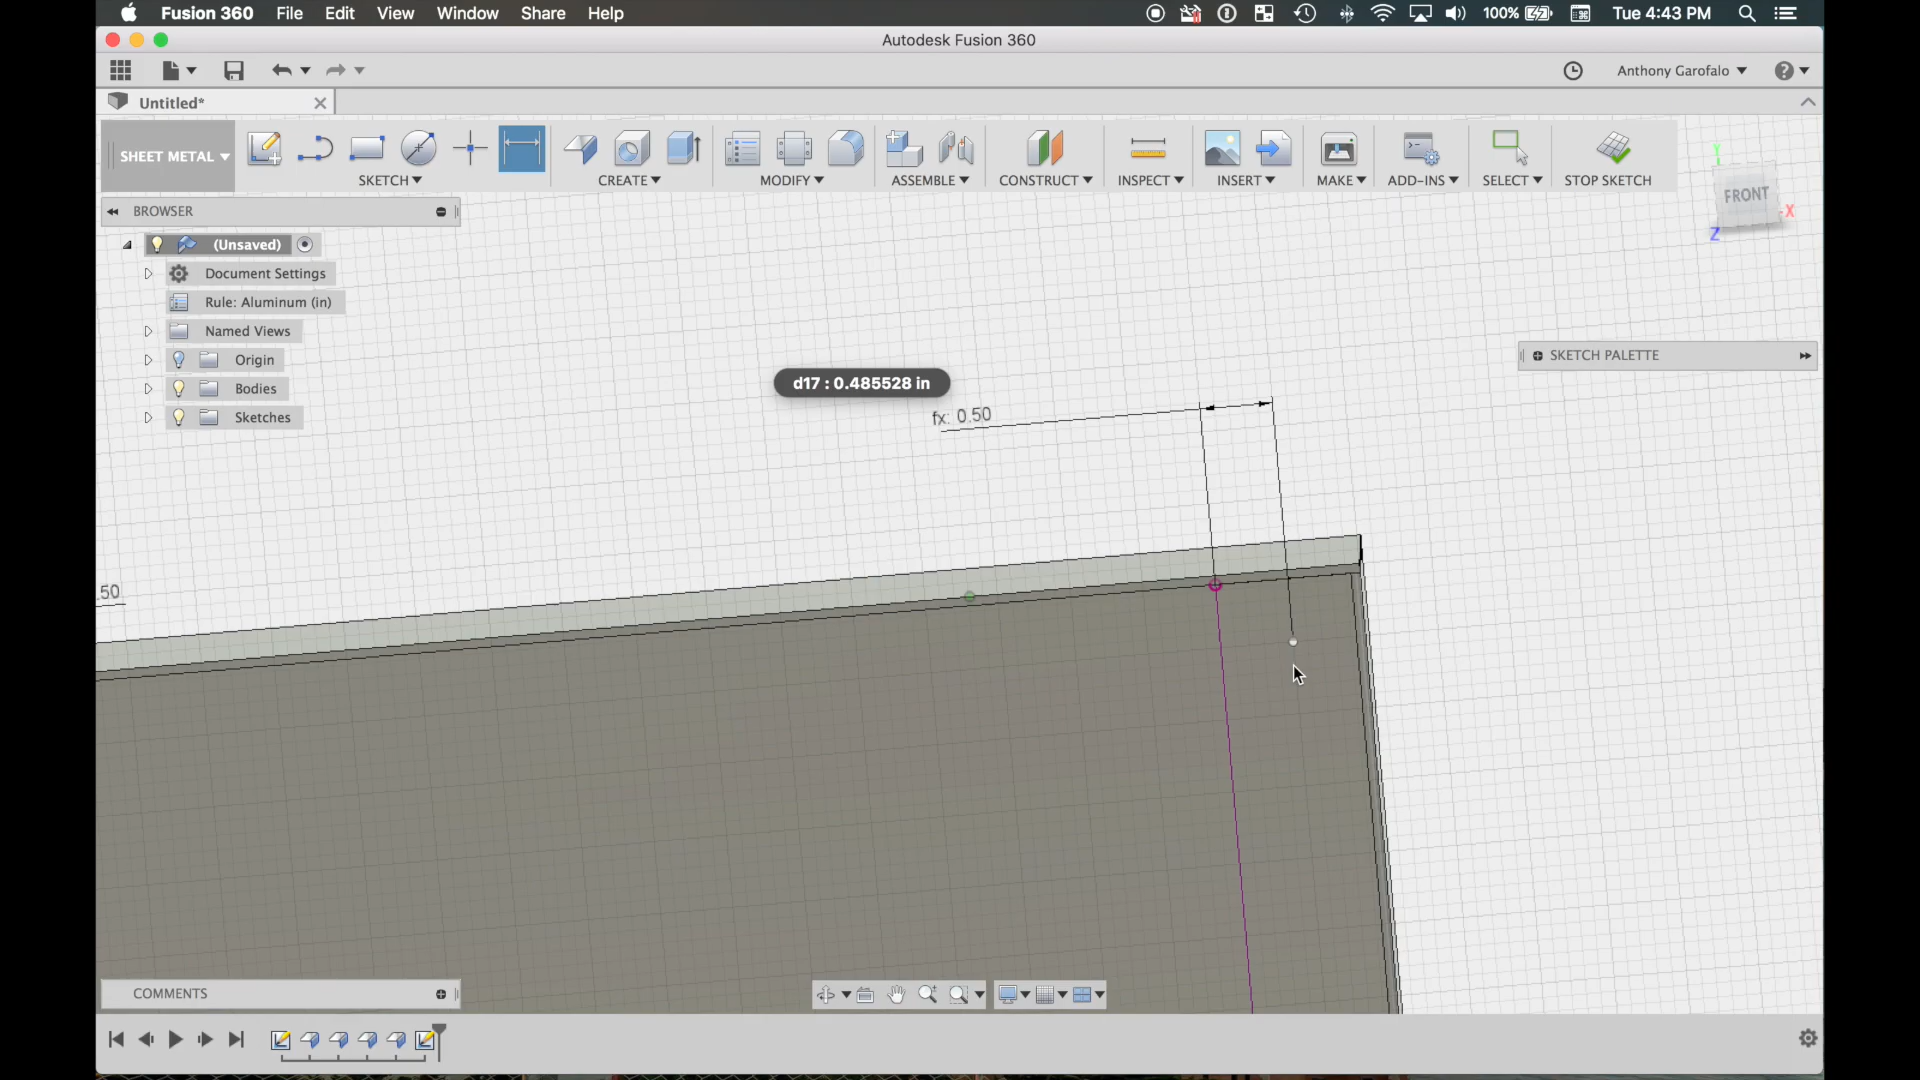 Fusion 360 File Edit View Window Share Help 100% Tue 4:43 PM
Autodesk Fusion 360
Anthony Garofalo
Untitled*
SHEET METAL
SKETCH CREATE MODIFY ASSEMBLE CONSTRUCT INSPECT INSERT MAKE ADD-INS SELECT STOP SKETCH
Y
FRONT
X
Z
BROWSER
(Unsaved)
Document Settings
Rule: Aluminum (in)
Named Views
Origin
Bodies
Sketches
SKETCH PALETTE
d17 : 0.485528 in
fx: 0.50
.50
COMMENTS